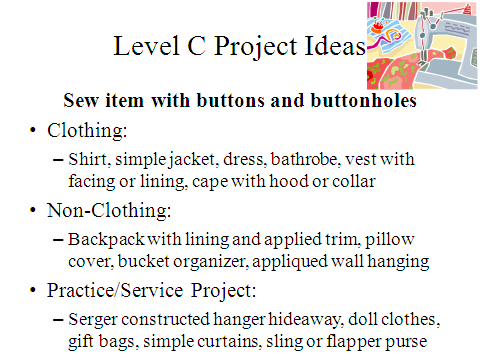 Level C Project Ideas
Sew item with buttons and buttonholes
• Clothing:
– Shirt, simple jacket, dress, bathrobe, vest with
facing or lining, cape with hood or collar
• Non-Clothing:
– Backpack with lining and applied trim, pillow
cover, bucket organizer, appliqued wall hanging
• Practice/Service Project:
– Serger constructed hanger hideaway, doll clothes,
gift bags, simple curtains, sling or flapper purse